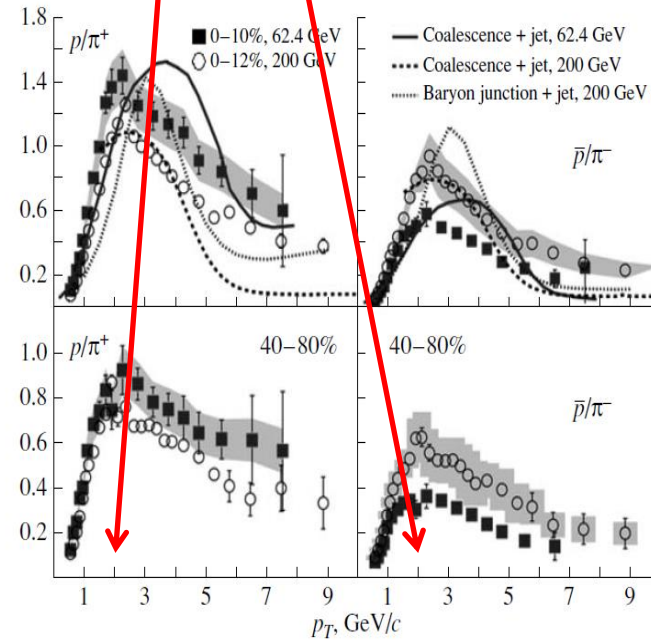 1.8
p/π⁺
■ 0–10%, 62.4 GeV
○ 0–12%, 200 GeV
1.4
1.0
0.6
0.2
Coalescence + jet, 62.4 GeV
Coalescence + jet, 200 GeV
Baryon junction + jet, 200 GeV
p̄/π⁻
p/π⁺ 40–80%
1.0
0.8
0.6
0.4
0.2
40–80%
p̄/π⁻
1 3 5 7 9 1 3 5 7 9
p_T, GeV/c